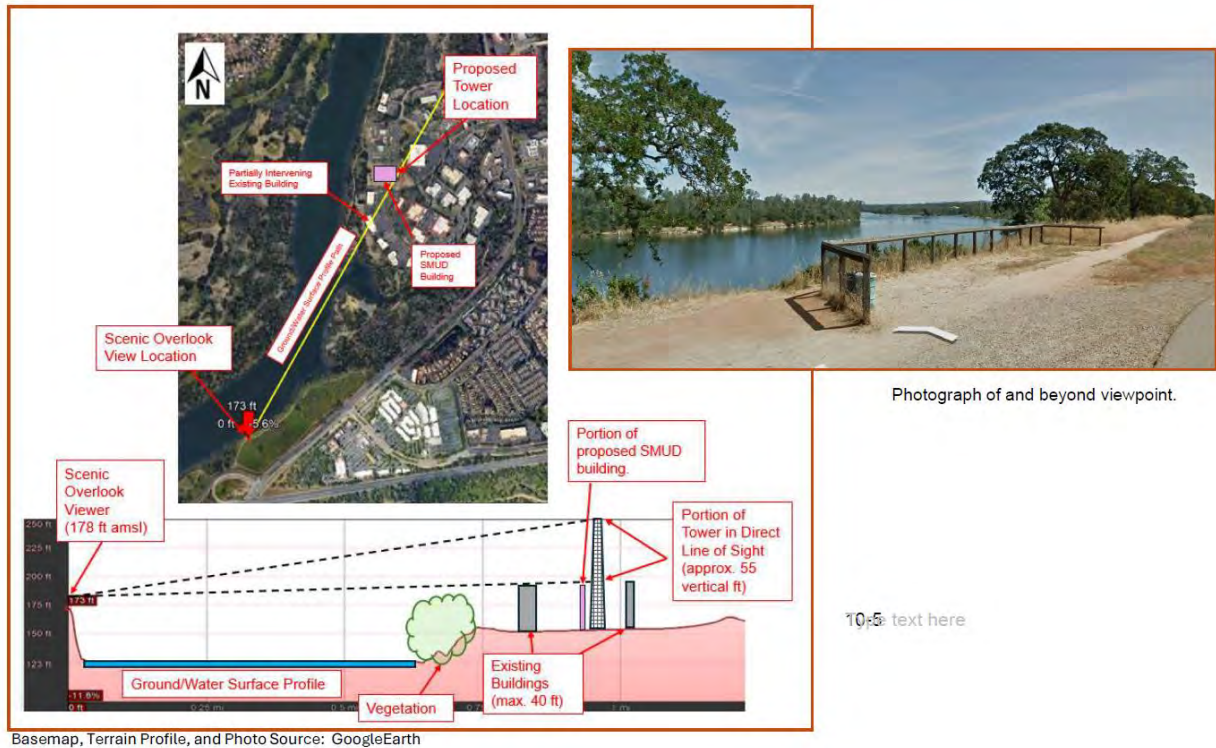 N
Proposed
Tower
Location
Partially Intervening
Existing Building
Ground/Water Surface Profile Path
Proposed
SMUD
Building
Scenic Overlook
View Location
173 ft
0 ft
5.6%
Photograph of and beyond viewpoint.
Scenic
Overlook
Viewer
(178 ft amsl)
Portion of
proposed SMUD
building.
Portion of
Tower in Direct
Line of Sight
(approx. 55
vertical ft)
250 ft
225 ft
200 ft
175 ft
150 ft
123 ft
173 ft
-11.6%
0 ft
0.25 mi
0.5 mi
1 mi
Ground/Water Surface Profile
Vegetation
Existing
Buildings
(max. 40 ft)
10-5
Type text here
Basemap, Terrain Profile, and Photo Source: GoogleEarth